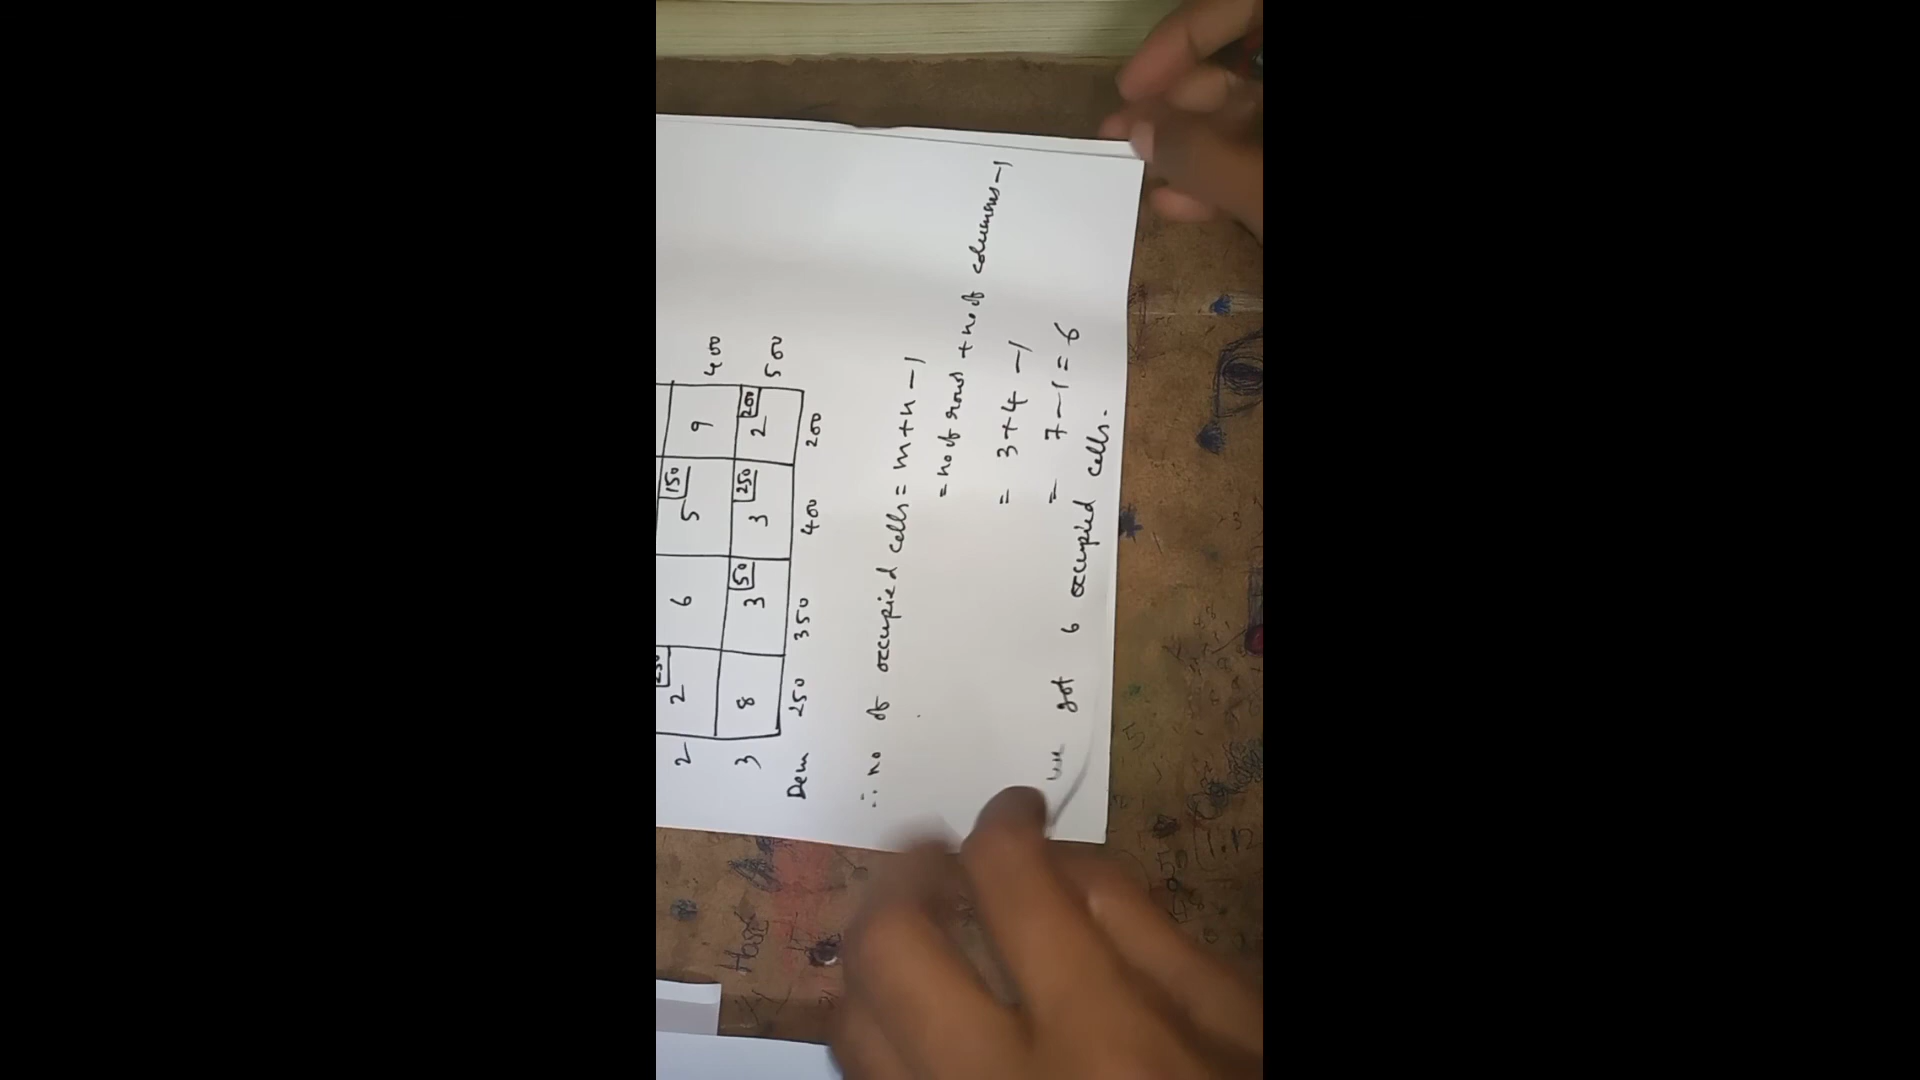 2 2 6 5 150 9 400
3 8 3 50 3 250 2 200 500
Dem 250 350 400 200
∴ no of occupied cells = m+n-1
= no of rows + no of columns-1
= 3+4-1
= 7-1=6
we got 6 occupied cells.